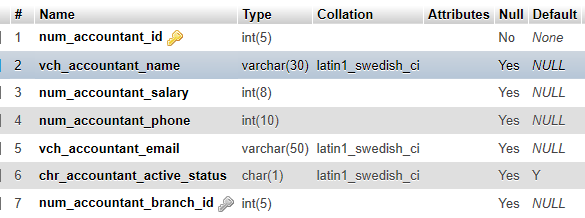 # Name Type Collation Attributes Null Default
1 num_accountant_id int(5) No None
2 vch_accountant_name varchar(30) latin1_swedish_ci Yes NULL
3 num_accountant_salary int(8) Yes NULL
4 num_accountant_phone int(10) Yes NULL
5 vch_accountant_email varchar(50) latin1_swedish_ci Yes NULL
6 chr_accountant_active_status char(1) latin1_swedish_ci Yes Y
7 num_accountant_branch_id int(5) Yes NULL